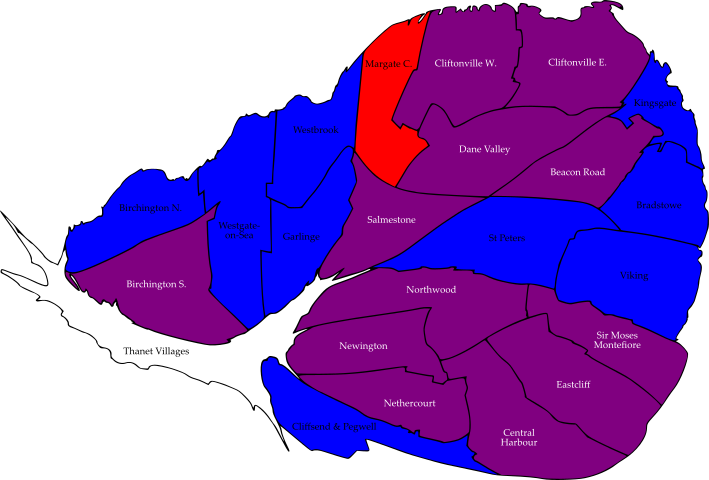 Margate C.
Cliftonville W.
Cliftonville E.
Kingsgate
Westbrook
Dane Valley
Beacon Road
Birchington N.
Bradstowe
Salmestone
Westgate-
on-Sea
Garlinge
St Peters
Viking
Birchington S.
Northwood
Sir Moses
Montefiore
Newington
Thanet Villages
Eastcliff
Nethercourt
Cliffsend & Pegwell
Central
Harbour